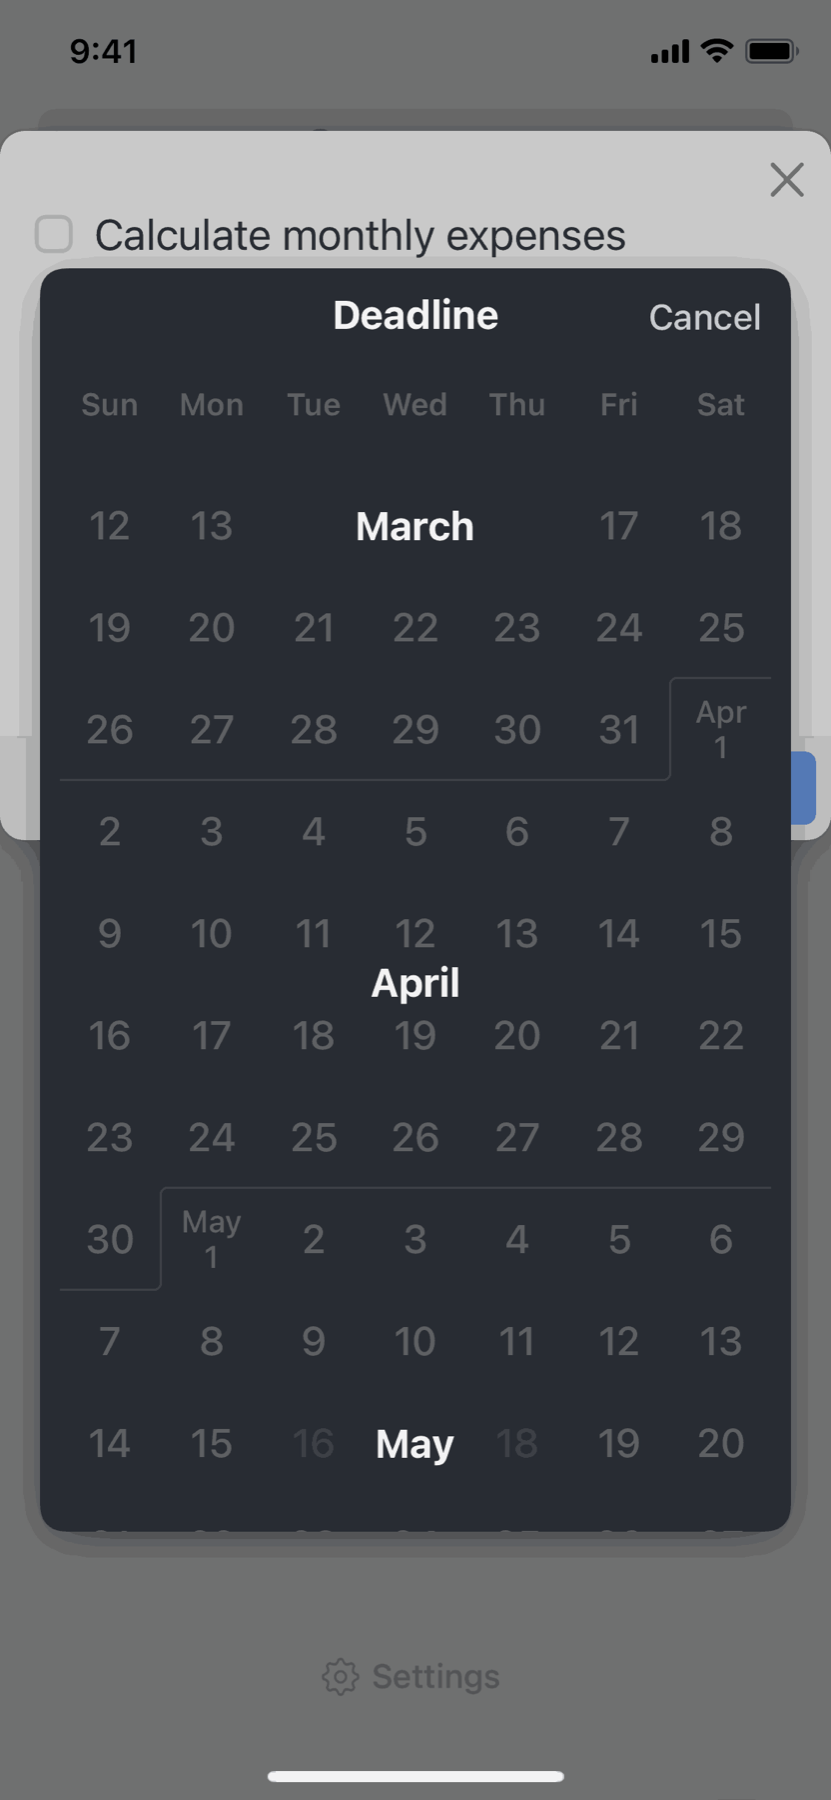 9:41
Calculate monthly expenses
Deadline Cancel
Sun Mon Tue Wed Thu Fri Sat
12 13 March 17 18
19 20 21 22 23 24 25
26 27 28 29 30 31 Apr 1
2 3 4 5 6 7 8
9 10 11 12 13 14 15
April
16 17 18 19 20 21 22
23 24 25 26 27 28 29
30 May 1 2 3 4 5 6
7 8 9 10 11 12 13
14 15 16 May 18 19 20
Settings